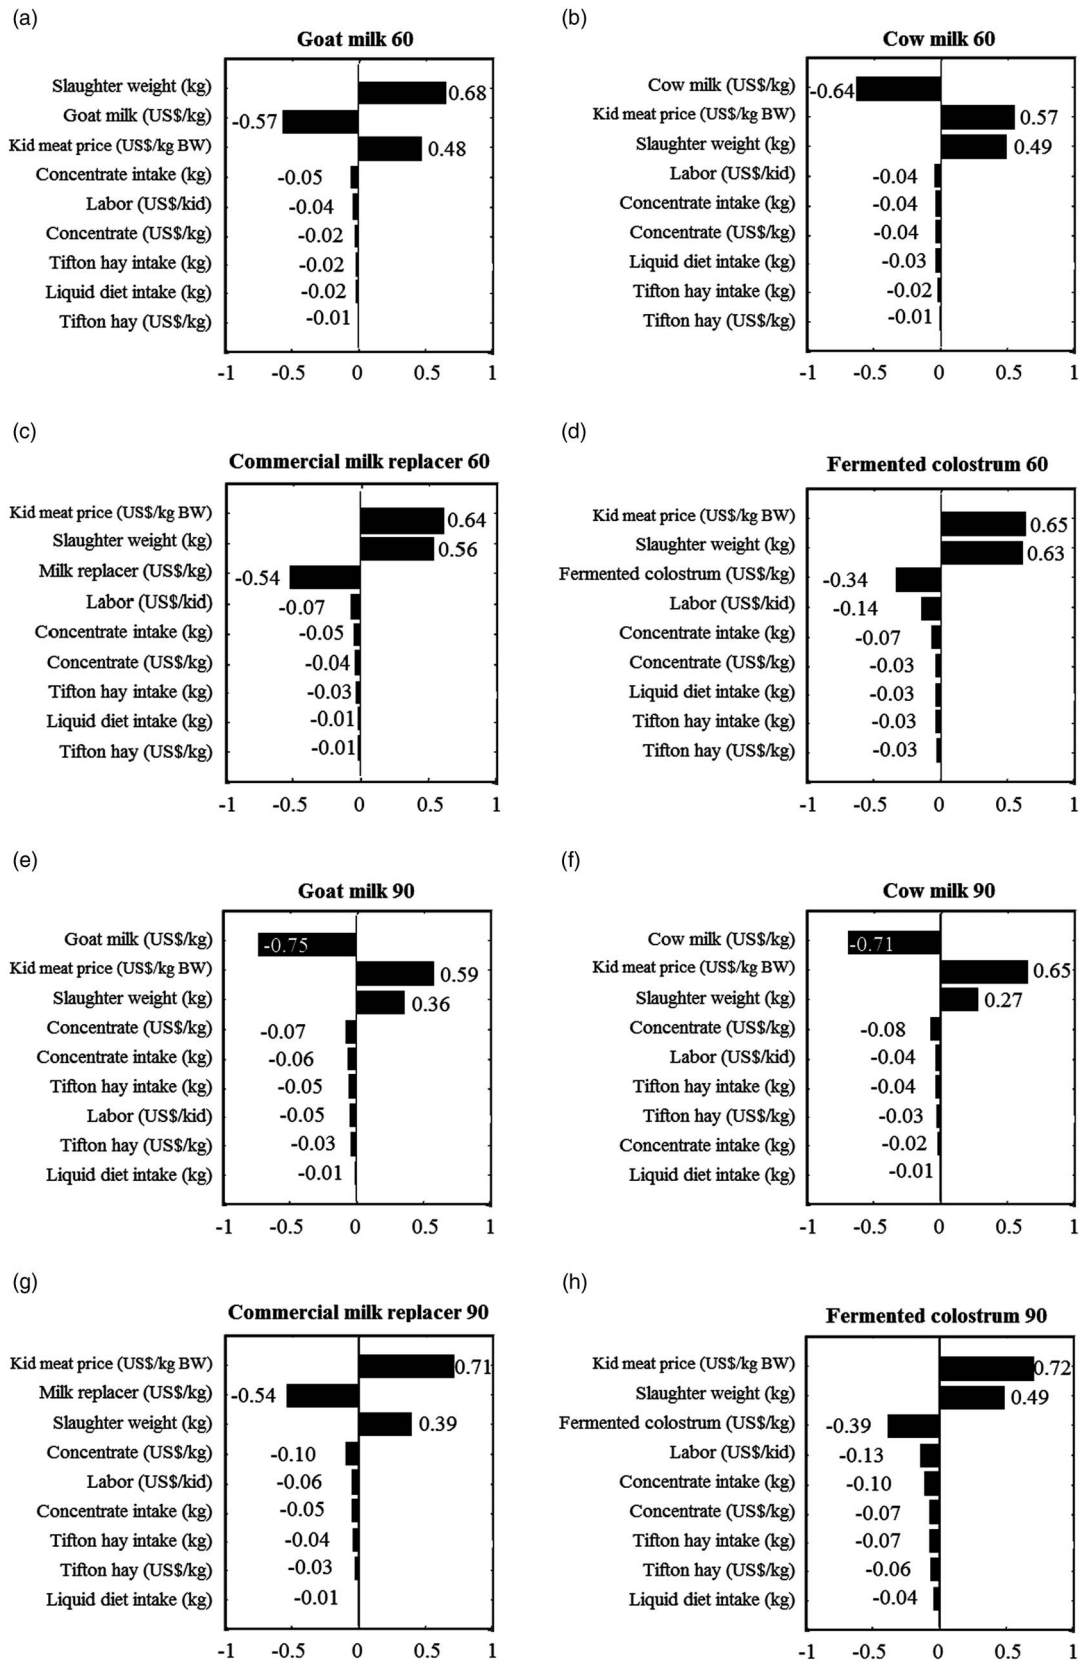 (a)
Goat milk 60
Slaughter weight (kg) 0.68
Goat milk (US$/kg) -0.57
Kid meat price (US$/kg BW) 0.48
Concentrate intake (kg) -0.05
Labor (US$/kid) -0.04
Concentrate (US$/kg) -0.02
Tifton hay intake (kg) -0.02
Liquid diet intake (kg) -0.02
Tifton hay (US$/kg) -0.01
-1 -0.5 0 0.5 1
(b)
Cow milk 60
Cow milk (US$/kg) -0.64
Kid meat price (US$/kg BW) 0.57
Slaughter weight (kg) 0.49
Labor (US$/kid) -0.04
Concentrate intake (kg) -0.04
Concentrate (US$/kg) -0.04
Liquid diet intake (kg) -0.03
Tifton hay intake (kg) -0.02
Tifton hay (US$/kg) -0.01
-1 -0.5 0 0.5 1
(c)
Commercial milk replacer 60
Kid meat price (US$/kg BW) 0.64
Slaughter weight (kg) 0.56
Milk replacer (US$/kg) -0.54
Labor (US$/kid) -0.07
Concentrate intake (kg) -0.05
Concentrate (US$/kg) -0.04
Tifton hay intake (kg) -0.03
Liquid diet intake (kg) -0.01
Tifton hay (US$/kg) -0.01
-1 -0.5 0 0.5 1
(d)
Fermented colostrum 60
Kid meat price (US$/kg BW) 0.65
Slaughter weight (kg) 0.63
Fermented colostrum (US$/kg) -0.34
Labor (US$/kid) -0.14
Concentrate intake (kg) -0.07
Concentrate (US$/kg) -0.03
Liquid diet intake (kg) -0.03
Tifton hay intake (kg) -0.03
Tifton hay (US$/kg) -0.03
-1 -0.5 0 0.5 1
(e)
Goat milk 90
Goat milk (US$/kg) -0.75
Kid meat price (US$/kg BW) 0.59
Slaughter weight (kg) 0.36
Concentrate (US$/kg) -0.07
Concentrate intake (kg) -0.06
Tifton hay intake (kg) -0.05
Labor (US$/kid) -0.05
Tifton hay (US$/kg) -0.03
Liquid diet intake (kg) -0.01
-1 -0.5 0 0.5 1
(f)
Cow milk 90
Cow milk (US$/kg) -0.71
Kid meat price (US$/kg BW) 0.65
Slaughter weight (kg) 0.27
Concentrate (US$/kg) -0.08
Labor (US$/kid) -0.04
Tifton hay intake (kg) -0.04
Tifton hay (US$/kg) -0.03
Concentrate intake (kg) -0.02
Liquid diet intake (kg) -0.01
-1 -0.5 0 0.5 1
(g)
Commercial milk replacer 90
Kid meat price (US$/kg BW) 0.71
Milk replacer (US$/kg) -0.54
Slaughter weight (kg) 0.39
Concentrate (US$/kg) -0.10
Labor (US$/kid) -0.06
Concentrate intake (kg) -0.05
Tifton hay intake (kg) -0.04
Tifton hay (US$/kg) -0.03
Liquid diet intake (kg) -0.01
-1 -0.5 0 0.5 1
(h)
Fermented colostrum 90
Kid meat price (US$/kg BW) 0.72
Slaughter weight (kg) 0.49
Fermented colostrum (US$/kg) -0.39
Labor (US$/kid) -0.13
Concentrate intake (kg) -0.10
Concentrate (US$/kg) -0.07
Tifton hay intake (kg) -0.07
Tifton hay (US$/kg) -0.06
Liquid diet intake (kg) -0.04
-1 -0.5 0 0.5 1